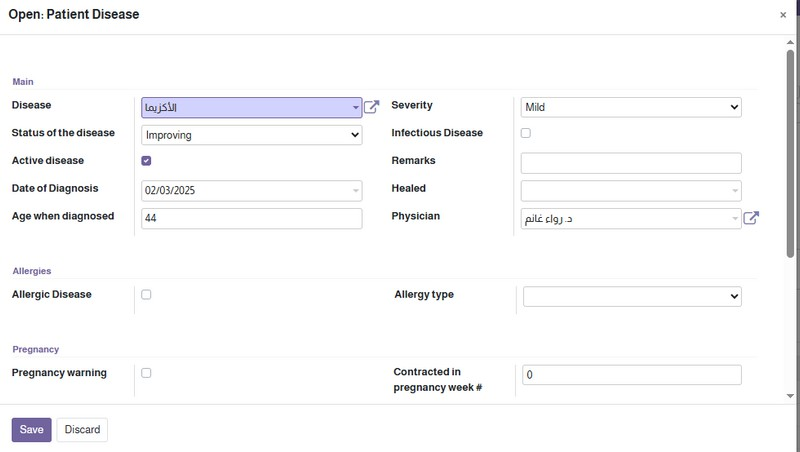 Open: Patient Disease
×
Main
Disease الأكزيما
Severity Mild
Status of the disease Improving
Infectious Disease
Active disease
Remarks
Date of Diagnosis 02/03/2025
Healed
Age when diagnosed 44
Physician د. رواء غانم
Allergies
Allergic Disease
Allergy type
Pregnancy
Pregnancy warning
Contracted in
pregnancy week # 0
Save Discard